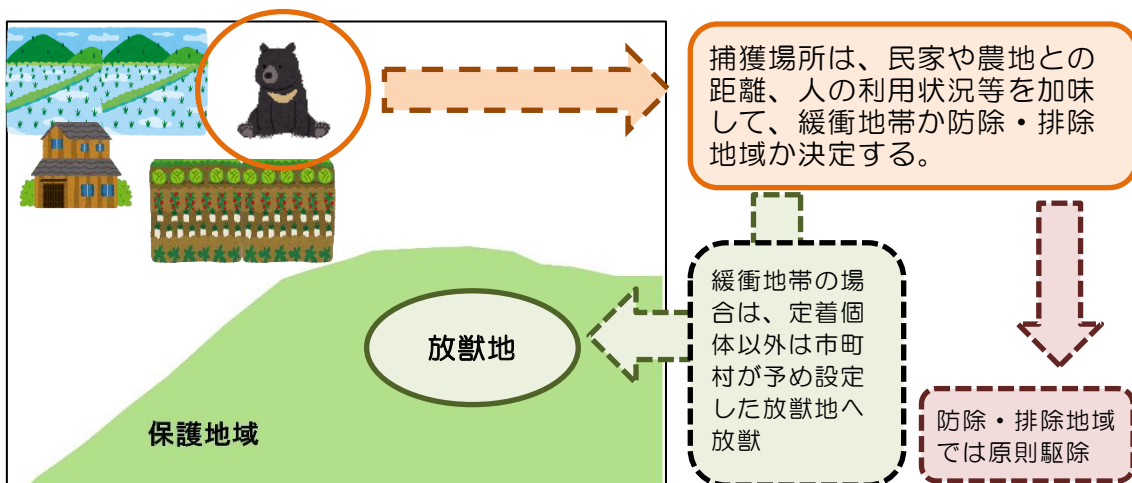 捕獲場所は、民家や農地との
距離、人の利用状況等を加味
して、緩衝地帯か防除・排除
地域か決定する。
緩衝地帯の場
合は、定着個
体以外は市町
村が予め設定
した放獣地へ
放獣
放獣地
保護地域
防除・排除地域
では原則駆除